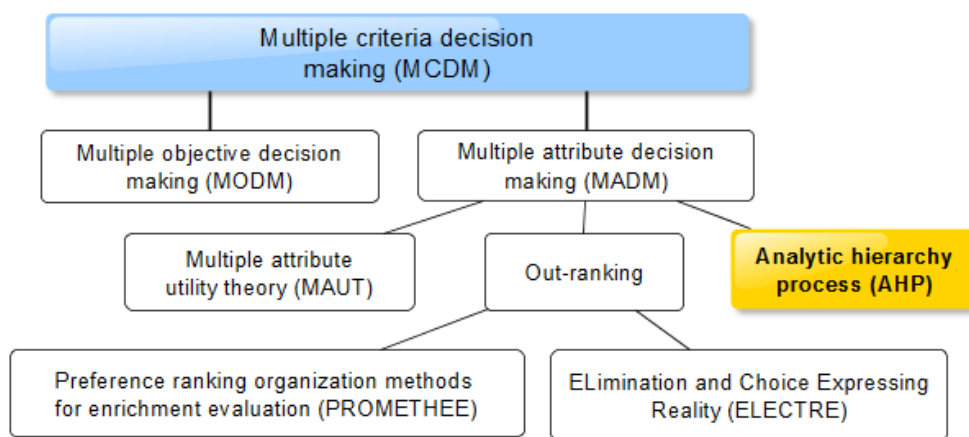 Multiple criteria decision
making (MCDM)
Multiple objective decision
making (MODM)
Multiple attribute decision
making (MADM)
Multiple attribute
utility theory (MAUT)
Out-ranking
Analytic hierarchy
process (AHP)
Preference ranking organization methods
for enrichment evaluation (PROMETHEE)
ELimination and Choice Expressing
Reality (ELECTRE)